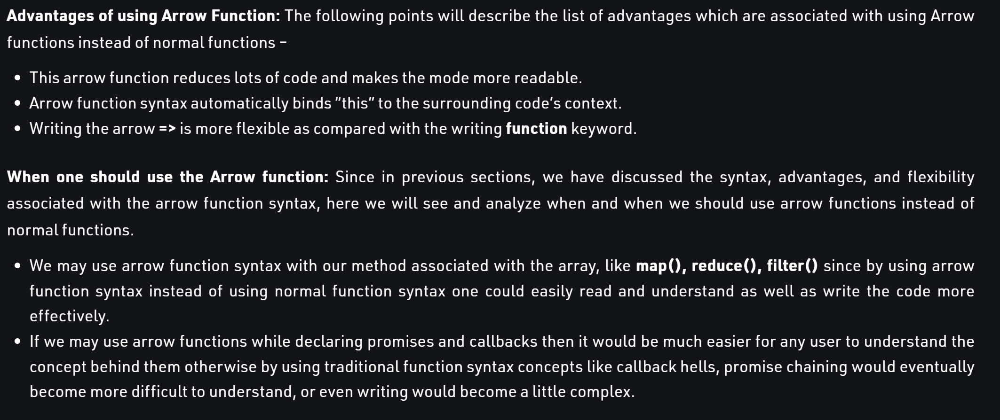 Advantages of using Arrow Function: The following points will describe the list of advantages which are associated with using Arrow
functions instead of normal functions –
• This arrow function reduces lots of code and makes the mode more readable.
• Arrow function syntax automatically binds “this” to the surrounding code’s context.
• Writing the arrow => is more flexible as compared with the writing function keyword.
When one should use the Arrow function: Since in previous sections, we have discussed the syntax, advantages, and flexibility
associated with the arrow function syntax, here we will see and analyze when and when we should use arrow functions instead of
normal functions.
• We may use arrow function syntax with our method associated with the array, like map(), reduce(), filter() since by using arrow
function syntax instead of using normal function syntax one could easily read and understand as well as write the code more
effectively.
• If we may use arrow functions while declaring promises and callbacks then it would be much easier for any user to understand the
concept behind them otherwise by using traditional function syntax concepts like callback hells, promise chaining would eventually
become more difficult to understand, or even writing would become a little complex.